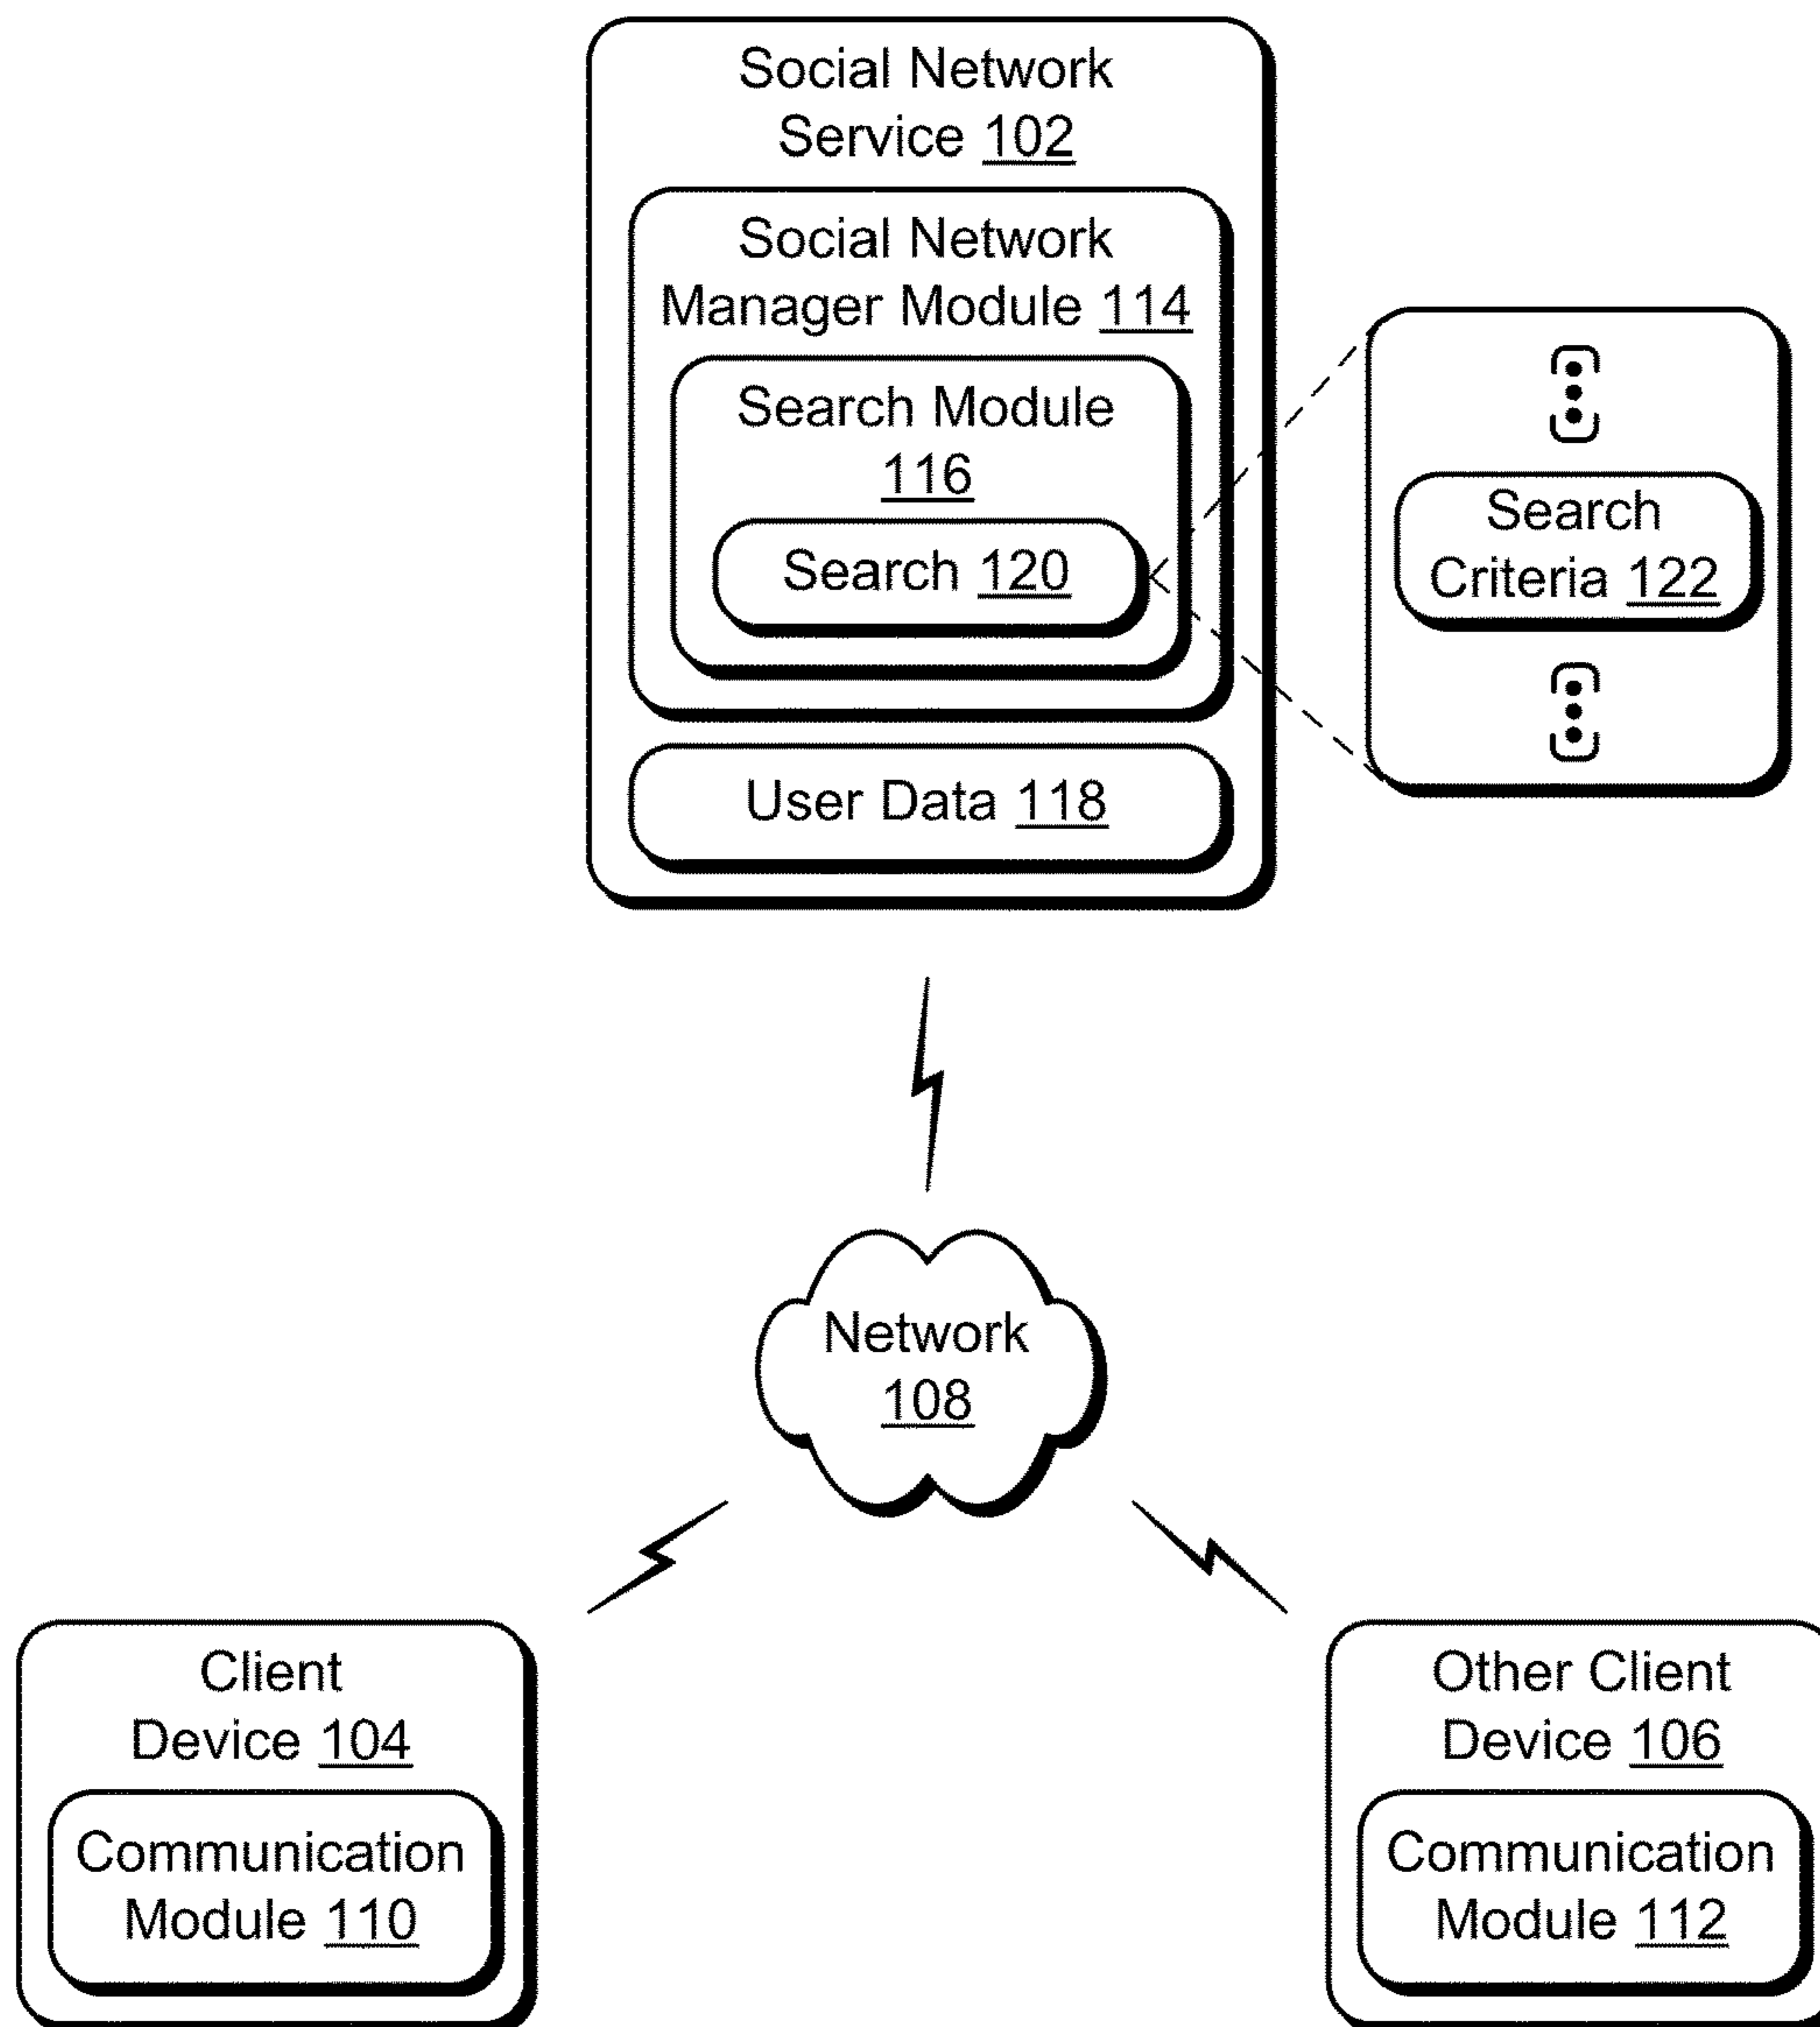 Social Network
Service 102
Social Network
Manager Module 114
Search Module
116
Search 120
User Data 118
Search
Criteria 122
Network
108
Client
Device 104
Communication
Module 110
Other Client
Device 106
Communication
Module 112